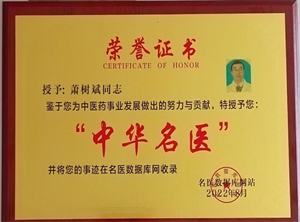 荣誉证书
CERTIFICATE OF HONOR
授予：萧树斌同志
鉴于您为中医药事业发展做出的努力与贡献，特授予您：
“中华名医”
并将您的事迹在名医数据库网收录
名医数据库网站
2022年8月